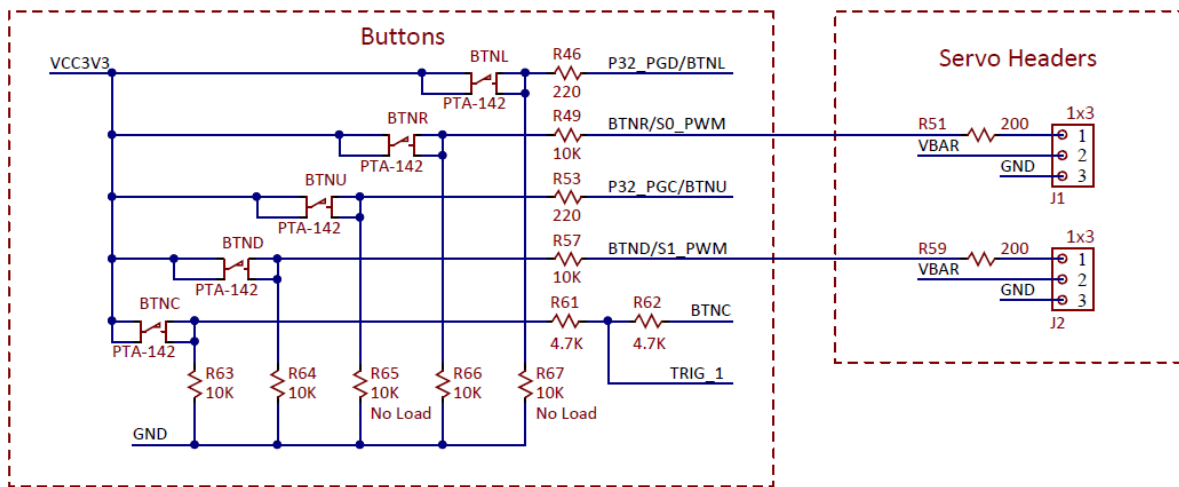 Buttons
VCC3V3
BTNL
PTA-142
R46
220
P32_PGD/BTNL
BTNR
PTA-142
R49
10K
BTNR/S0_PWM
BTNU
PTA-142
R53
220
P32_PGC/BTNU
BTND
PTA-142
R57
10K
BTND/S1_PWM
BTNC
PTA-142
R61
4.7K
R62
4.7K
BTNC
TRIG_1
R63
10K
R64
10K
R65
10K
No Load
R66
10K
R67
10K
No Load
GND
Servo Headers
R51
200
VBAR
GND
1x3
1
2
3
J1
R59
200
VBAR
GND
1x3
1
2
3
J2